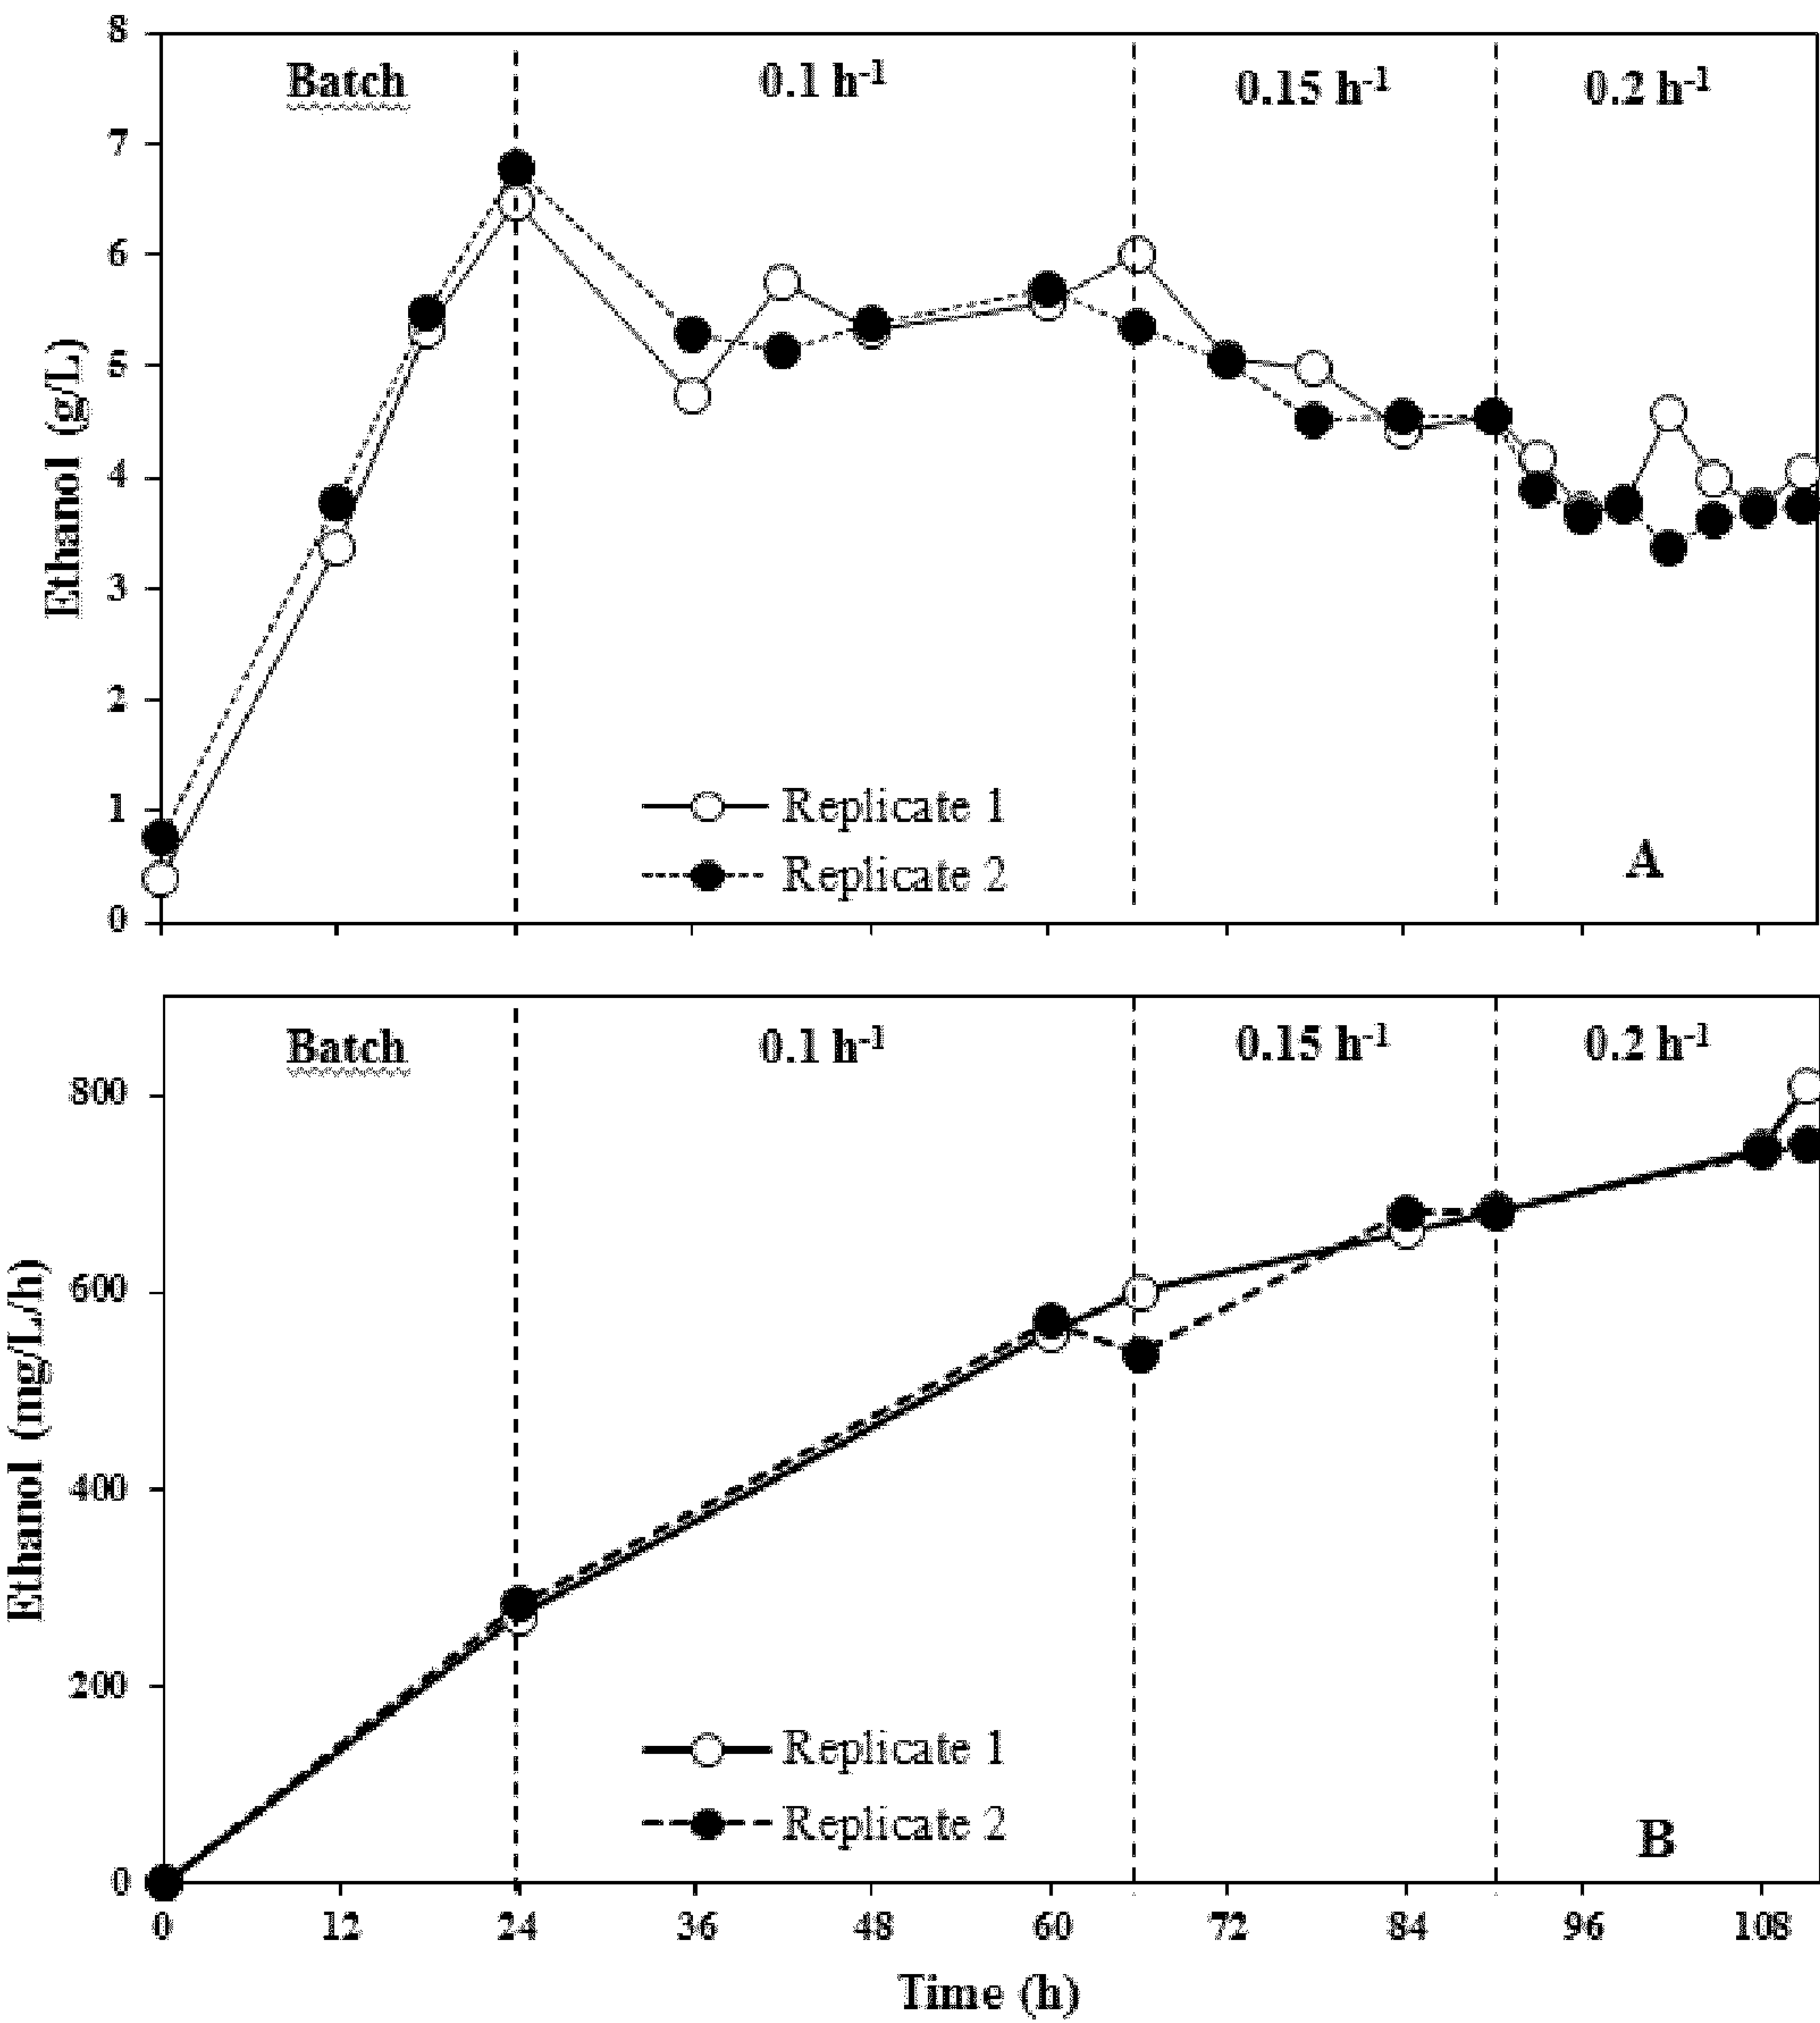 8
Batch
0.1 h-1
0.15 h-1
0.2 h-1
7
6
5
4
3
2
1
0
Ethanol (g/L)
Replicate 1
Replicate 2
A
Batch
0.1 h-1
0.15 h-1
0.2 h-1
800
600
400
200
0
Ethanol (mg/L/h)
Replicate 1
Replicate 2
B
0 12 24 36 48 60 72 84 96 108
Time (h)